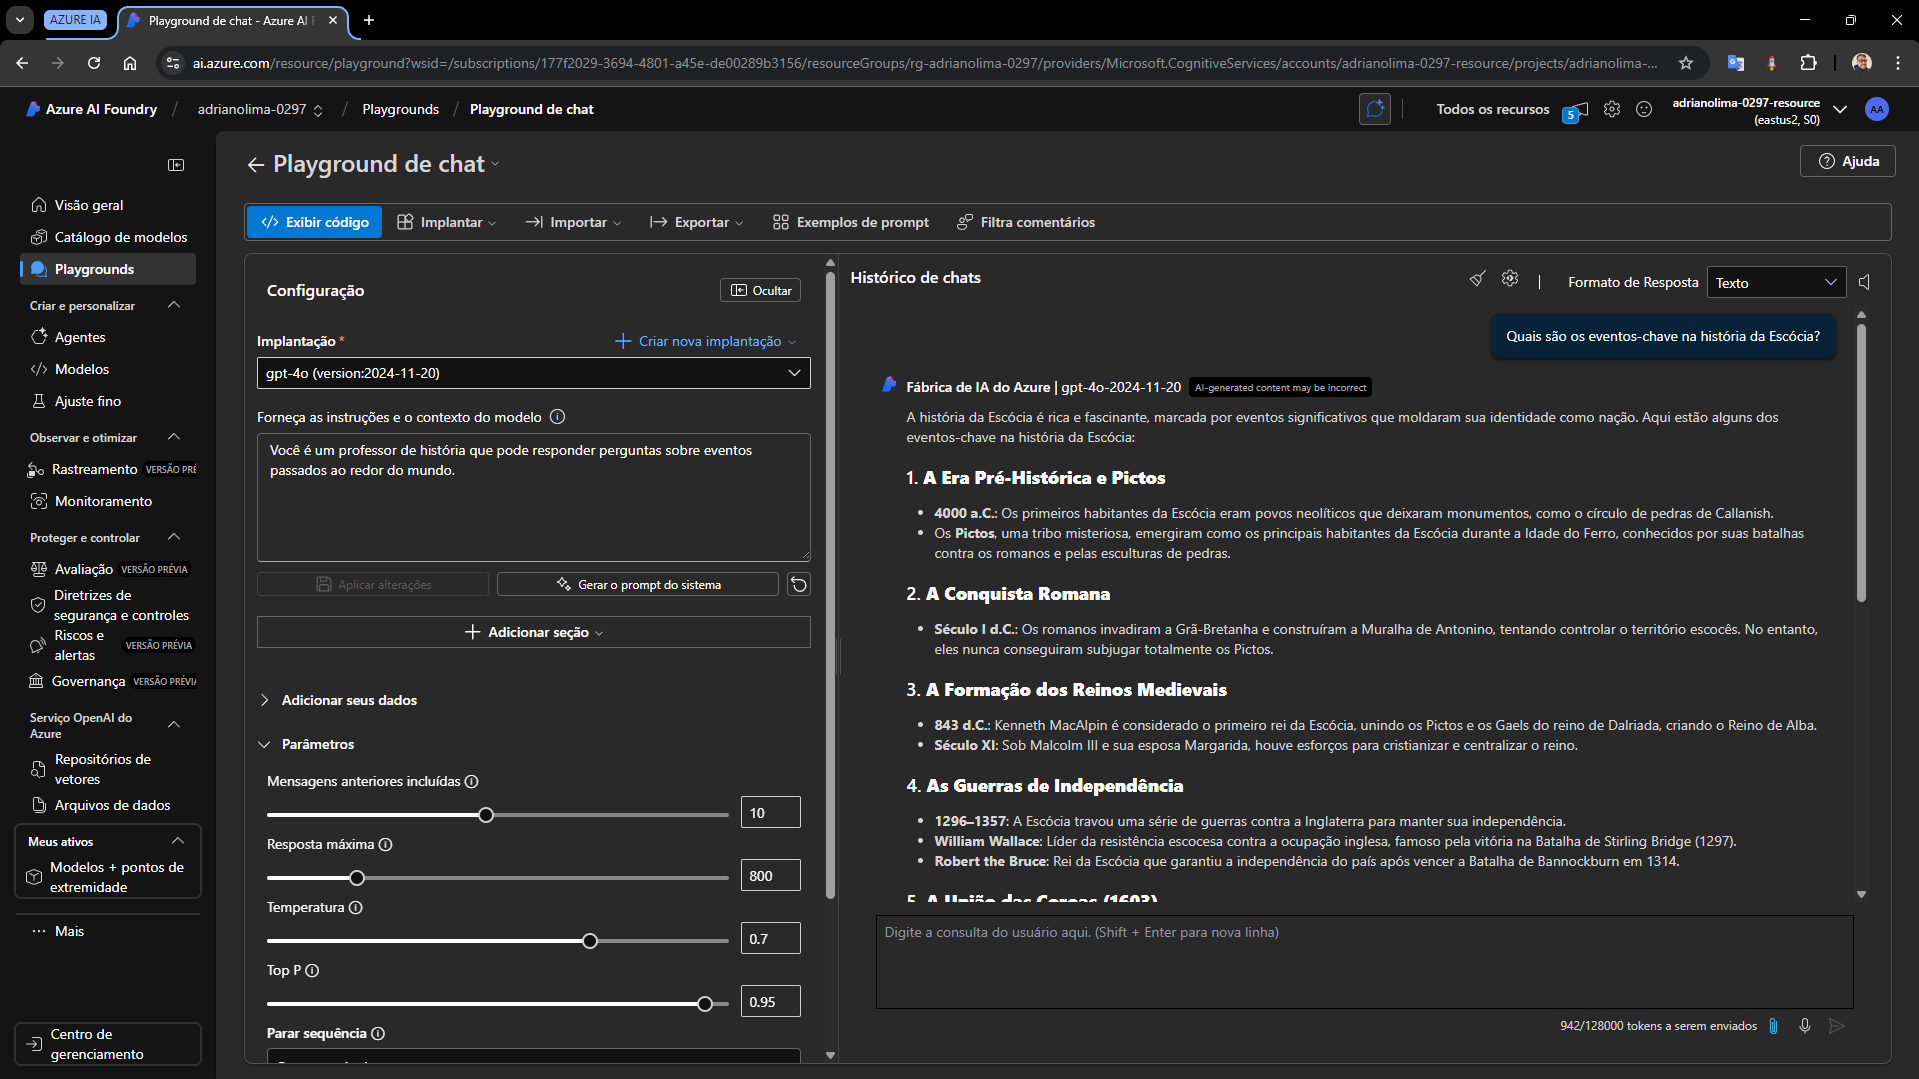 AZURE IA
Playground de chat - Azure AI F
ai.azure.com/resource/playground?wsid=/subscriptions/177f2029-3694-4801-a45e-de00289b3156/resourceGroups/rg-adrianolima-0297/providers/Microsoft.CognitiveServices/accounts/adrianolima-0297-resource/projects/adrianolima-...
Azure AI Foundry / adrianolima-0297 / Playgrounds / Playground de chat
Todos os recursos
5
adrianolima-0297-resource
(eastus2, S0)
AA
Playground de chat
Ajuda
Visão geral
Catálogo de modelos
Playgrounds
Criar e personalizar
Agentes
Modelos
Ajuste fino
Observar e otimizar
Rastreamento VERSÃO PRÉ
Monitoramento
Proteger e controlar
Avaliação VERSÃO PRÉVIA
Diretrizes de
segurança e controles
Riscos e
alertas VERSÃO PRÉVIA
Governança VERSÃO PRÉVIA
Serviço OpenAI do
Azure
Repositórios de
vetores
Arquivos de dados
Meus ativos
Modelos + pontos de
extremidade
Mais
Centro de
gerenciamento
Exibir código
Implantar
Importar
Exportar
Exemplos de prompt
Filtra comentários
Configuração
Ocultar
Implantação *
Criar nova implantação
gpt-4o (version:2024-11-20)
Forneça as instruções e o contexto do modelo
Você é um professor de história que pode responder perguntas sobre eventos
passados ao redor do mundo.
Aplicar alterações
Gerar o prompt do sistema
Adicionar seção
Adicionar seus dados
Parâmetros
Mensagens anteriores incluídas
10
Resposta máxima
800
Temperatura
0.7
Top P
0.95
Parar sequência
Histórico de chats
Formato de Resposta
Texto
Quais são os eventos-chave na história da Escócia?
Fábrica de IA do Azure | gpt-4o-2024-11-20 AI-generated content may be incorrect
A história da Escócia é rica e fascinante, marcada por eventos significativos que moldaram sua identidade como nação. Aqui estão alguns dos
eventos-chave na história da Escócia:
1. A Era Pré-Histórica e Pictos
• 4000 a.C.: Os primeiros habitantes da Escócia eram povos neolíticos que deixaram monumentos, como o círculo de pedras de Callanish.
• Os Pictos, uma tribo misteriosa, emergiram como os principais habitantes da Escócia durante a Idade do Ferro, conhecidos por suas batalhas
contra os romanos e pelas esculturas de pedras.
2. A Conquista Romana
• Século I d.C.: Os romanos invadiram a Grã-Bretanha e construíram a Muralha de Antonino, tentando controlar o território escocês. No entanto,
eles nunca conseguiram subjugar totalmente os Pictos.
3. A Formação dos Reinos Medievais
• 843 d.C.: Kenneth MacAlpin é considerado o primeiro rei da Escócia, unindo os Pictos e os Gaels do reino de Dalriada, criando o Reino de Alba.
• Século XI: Sob Malcolm III e sua esposa Margarida, houve esforços para cristianizar e centralizar o reino.
4. As Guerras de Independência
• 1296–1357: A Escócia travou uma série de guerras contra a Inglaterra para manter sua independência.
• William Wallace: Líder da resistência escocesa contra a ocupação inglesa, famoso pela vitória na Batalha de Stirling Bridge (1297).
• Robert the Bruce: Rei da Escócia que garantiu a independência do país após vencer a Batalha de Bannockburn em 1314.
5. A União das Coroas (1603)
Digite a consulta do usuário aqui. (Shift + Enter para nova linha)
942/128000 tokens a serem enviados